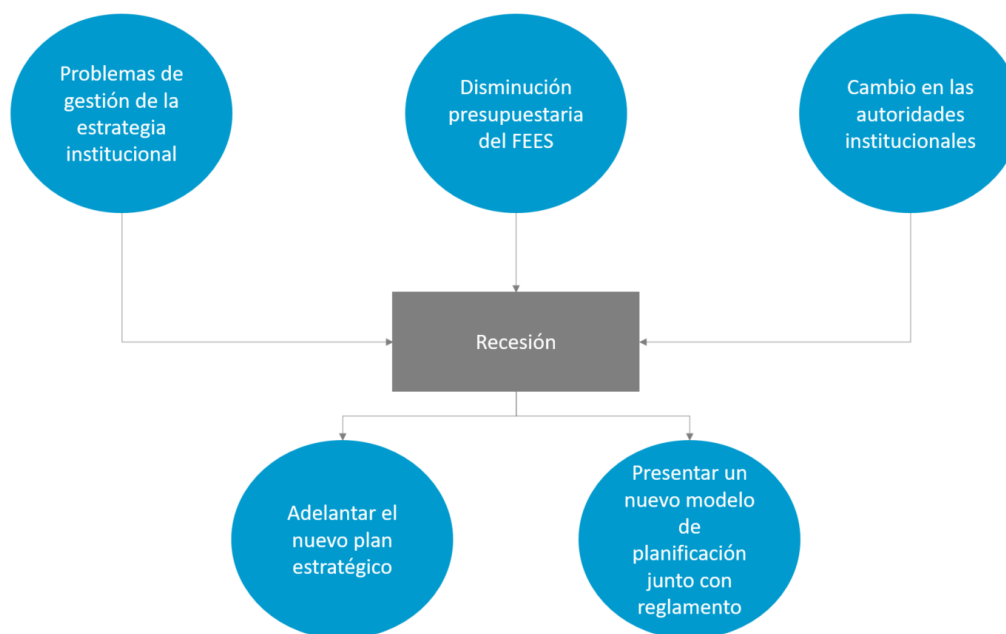 Problemas de
gestión de la
estrategia
institucional
Disminución
presupuestaria
del FEES
Cambio en las
autoridades
institucionales
Recesión
Adelantar el
nuevo plan
estratégico
Presentar un
nuevo modelo
de
planificación
junto con
reglamento